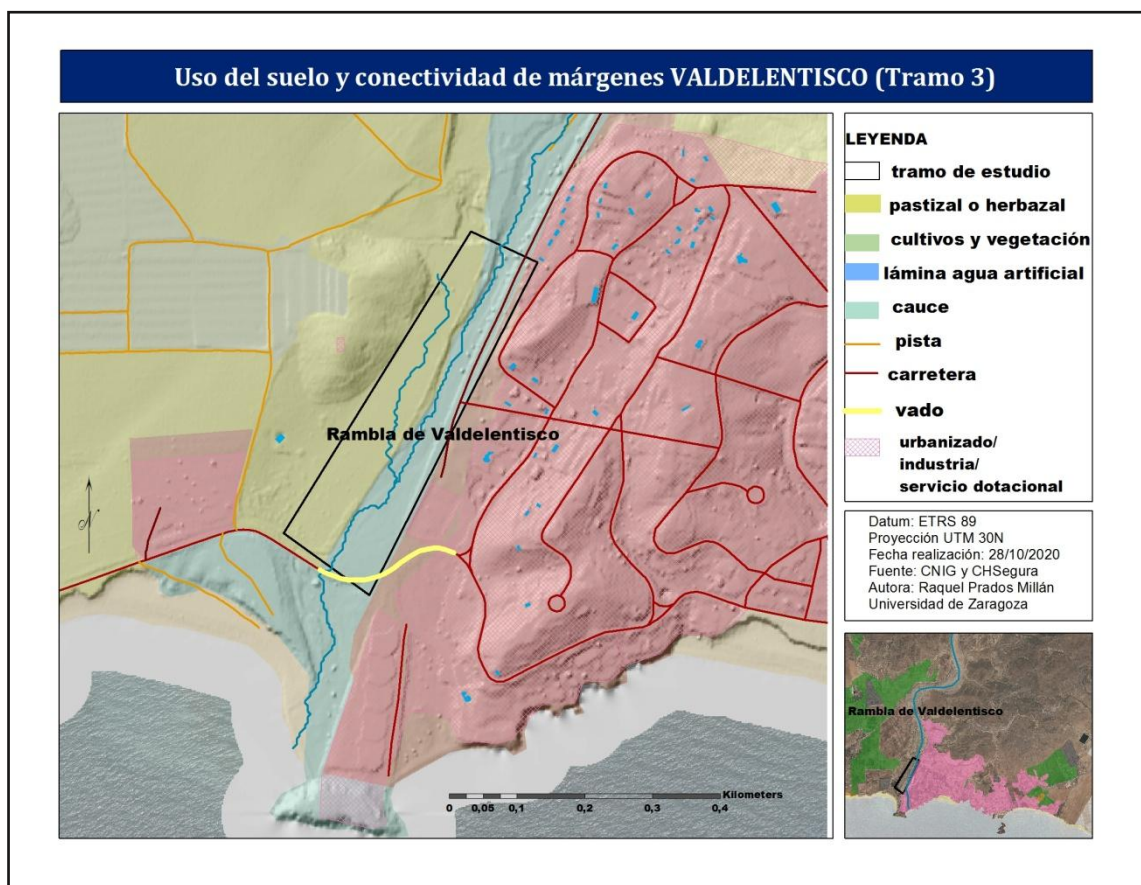 Uso del suelo y conectividad de márgenes VALDELENTISCO (Tramo 3)
Rambla de Valdelentisco
N
Kilometers
0 0,05 0,1 0,2 0,3 0,4
LEYENDA
tramo de estudio
pastizal o herbazal
cultivos y vegetación
lámina agua artificial
cauce
pista
carretera
vado
urbanizado/
industria/
servicio dotacional
Datum: ETRS 89
Proyección UTM 30N
Fecha realización: 28/10/2020
Fuente: CNIG y CHSegura
Autora: Raquel Prados Millán
Universidad de Zaragoza
Rambla de Valdelentisco